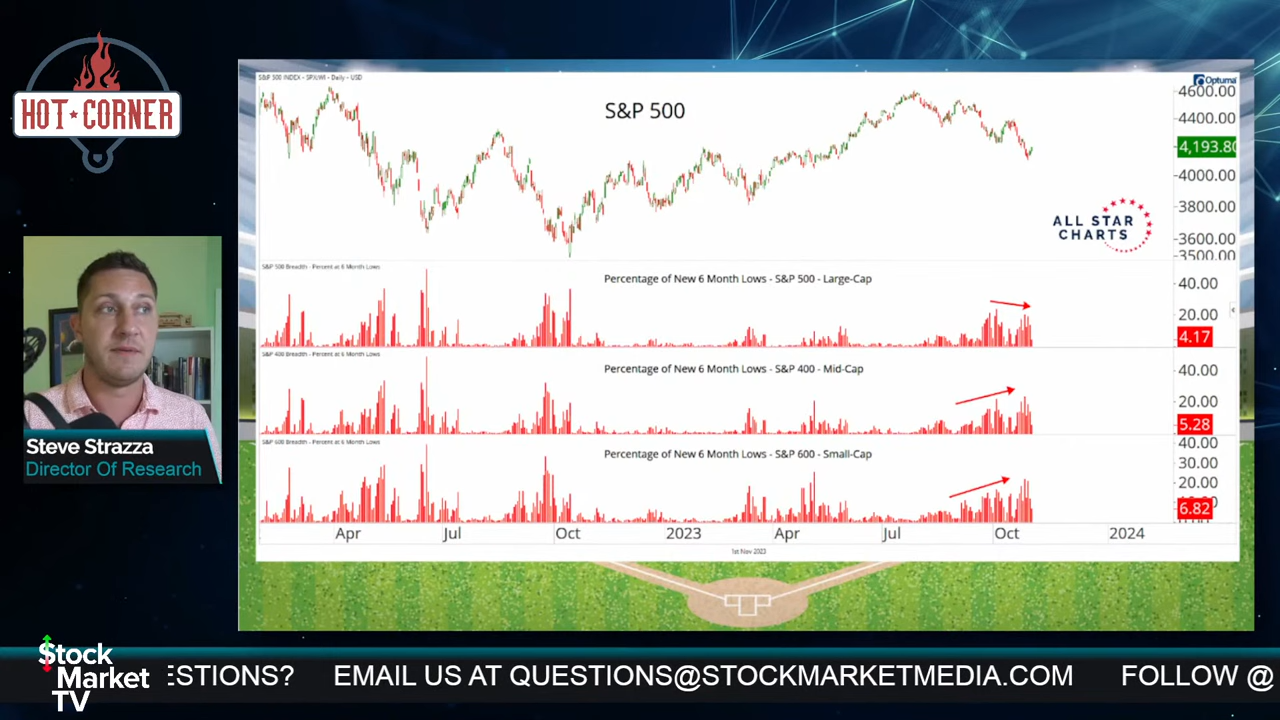 HOT★CORNER
S&P 500 INDEX - SPX/WI - Daily - USD
Optuma
S&P 500
4600.00
4400.00
4,193.80
4000.00
3800.00
3600.00
3500.00
ALL STAR
CHARTS
S&P 500 Breadth - Percent at 6 Month Lows
Percentage of New 6 Month Lows - S&P 500 - Large-Cap
40.00
20.00
4.17
S&P 400 Breadth - Percent at 6 Month Lows
Percentage of New 6 Month Lows - S&P 400 - Mid-Cap
40.00
20.00
5.28
S&P 600 Breadth - Percent at 6 Month Lows
Percentage of New 6 Month Lows - S&P 600 - Small-Cap
40.00
30.00
20.00
6.82
Apr Jul Oct 2023 Apr Jul Oct 2024
1st Nov 2023
Steve Strazza
Director Of Research
$tock
Market
TV
ESTIONS? EMAIL US AT QUESTIONS@STOCKMARKETMEDIA.COM FOLLOW @